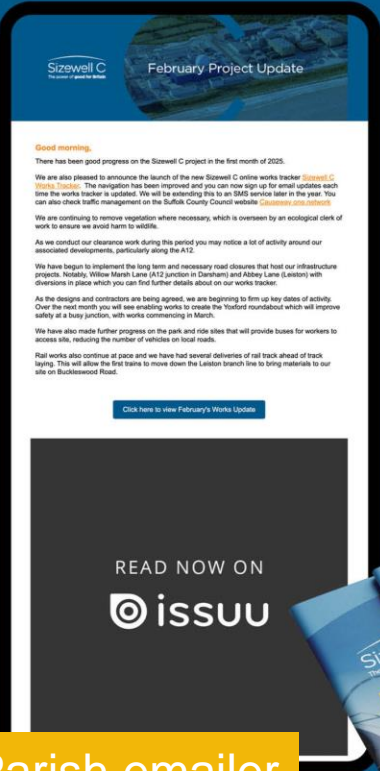 Sizewell C
The power of good for Britain
February Project Update
Good morning,
There has been good progress on the Sizewell C project in the first month of 2025.
We are also pleased to announce the launch of the new Sizewell C online works tracker Sizewell C
Works Tracker. The navigation has been improved and you can now sign up for email updates each
time the works tracker is updated. We will be extending this to an SMS service later in the year. You
can also check traffic management on the Suffolk County Council website Causeway one.network
We are continuing to remove vegetation where necessary, which is overseen by an ecological clerk of
work to ensure we avoid harm to wildlife.
As we conduct our clearance work during this period you may notice a lot of activity around our
associated developments, particularly along the A12.
We have begun to implement the long term and necessary road closures that host our infrastructure
projects. Notably, Willow Marsh Lane (A12 junction in Darsham) and Abbey Lane (Leiston) with
diversions in place which you can find further details about on our works tracker.
As the designs and contractors are being agreed, we are beginning to firm up key dates of activity.
Over the next month you will see enabling works to create the Yoxford roundabout which will improve
safety at a busy junction, with works commencing in March.
We have also made further progress on the park and ride sites that will provide buses for workers to
access site, reducing the number of vehicles on local roads.
Rail works also continue at pace and we have had several deliveries of rail track ahead of track
laying. This will allow the first trains to move down the Leiston branch line to bring materials to our
site on Buckleswood Road.
Click here to view February's Works Update
READ NOW ON
issuu
Si
Parish emailer